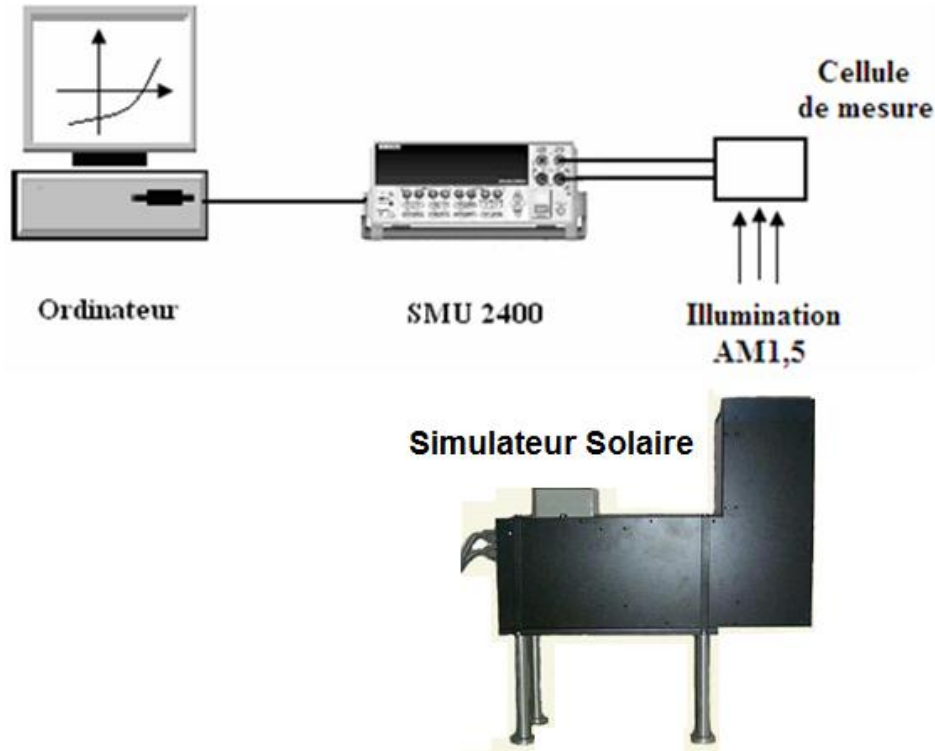 Cellule
de mesure
Ordinateur
SMU 2400
Illumination
AM1,5
Simulateur Solaire